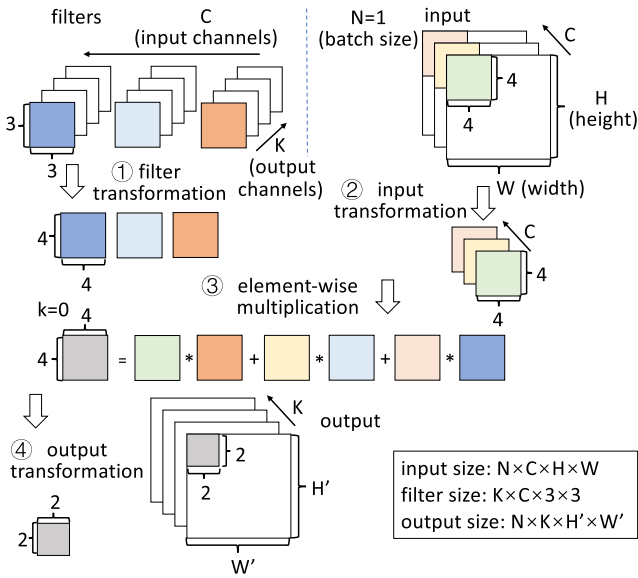 filters
C
(input channels)
3
3
K
(output
channels)
N=1
(batch size)
input
C
4
4
H
(height)
W (width)
① filter
transformation
4
4
② input
transformation
C
4
4
③ element-wise
multiplication
k=0
4
4
= * + * + *
④ output
transformation
2
2
K
output
2
2
H'
W'
input size: N×C×H×W
filter size: K×C×3×3
output size: N×K×H'×W'